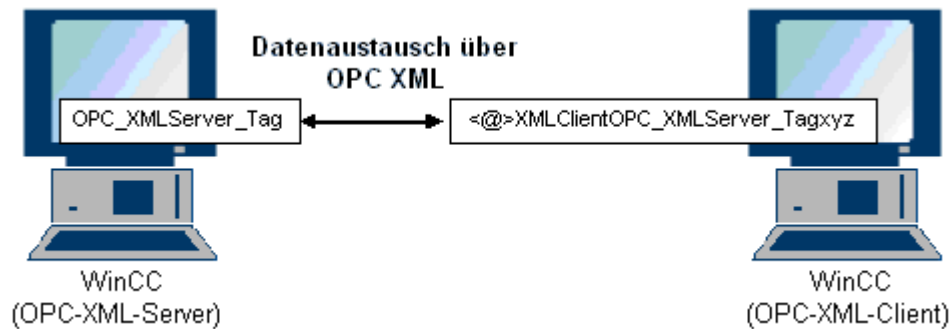 Datenaustausch über
OPC XML
OPC_XMLServer_Tag
<@>XMLClientOPC_XMLServer_Tagxyz
WinCC
(OPC-XML-Server)
WinCC
(OPC-XML-Client)